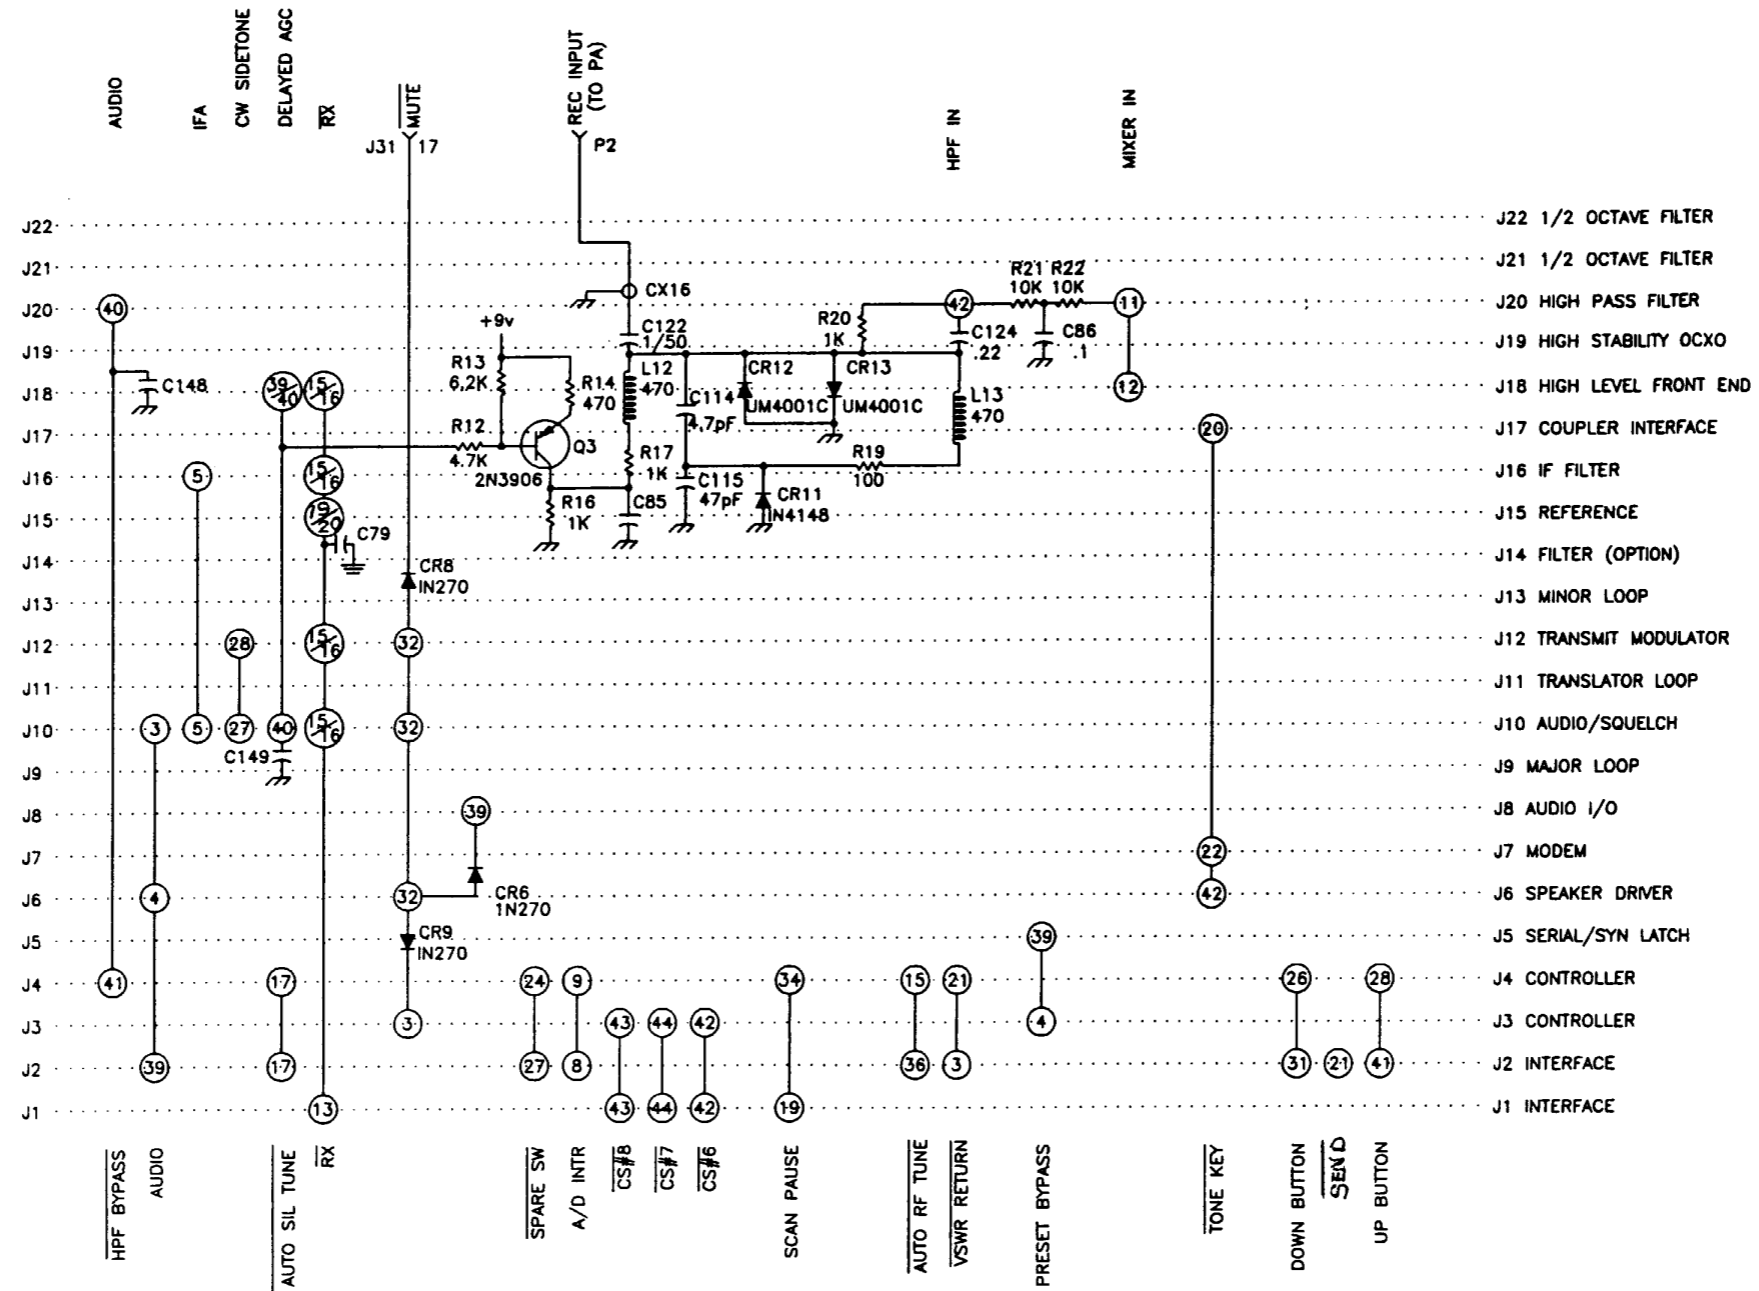 AUDIO
IFA
CW SIDETONE
DELAYED AGC
RX
MUTE
J31 17
REC INPUT
(TO PA)
P2
HPF IN
MIXER IN
J22
J22 1/2 OCTAVE FILTER
J21
J21 1/2 OCTAVE FILTER
J20
40
CX16
42
R21
10K
R22
10K
11
J20 HIGH PASS FILTER
+9v
C122
1/50
R20
1K
C124
.22
C86
.1
J19
J19 HIGH STABILITY OCXO
C148
R13
6.2K
R14
470
L12
470
CR12
UM4001C
CR13
UM4001C
L13
470
12
J18
39
40
15
16
J18 HIGH LEVEL FRONT END
C114
4.7pF
R12
4.7K
Q3
2N3906
20
J17
J17 COUPLER INTERFACE
R17
1K
R19
100
J16
5
15
16
J16 IF FILTER
R16
1K
C85
C115
47pF
CR11
IN4148
J15
19
20
J15 REFERENCE
C79
J14
J14 FILTER (OPTION)
CR8
IN270
J13
J13 MINOR LOOP
J12
28
15
16
32
J12 TRANSMIT MODULATOR
J11
J11 TRANSLATOR LOOP
J10
3
5
27
40
15
16
32
J10 AUDIO/SQUELCH
C149
J9
J9 MAJOR LOOP
J8
39
J8 AUDIO I/O
J7
22
J7 MODEM
J6
4
32
CR6
1N270
42
J6 SPEAKER DRIVER
J5
CR9
IN270
39
J5 SERIAL/SYN LATCH
J4
41
17
24
9
34
15
21
26
28
J4 CONTROLLER
J3
3
43
44
42
4
J3 CONTROLLER
J2
39
17
27
8
36
3
31
21
41
J2 INTERFACE
J1
13
43
44
42
19
J1 INTERFACE
HPF BYPASS
AUDIO
AUTO SIL TUNE
RX
SPARE SW
A/D INTR
CS#8
CS#7
CS#6
SCAN PAUSE
AUTO RF TUNE
VSWR RETURN
PRESET BYPASS
TONE KEY
DOWN BUTTON
SEND
UP BUTTON